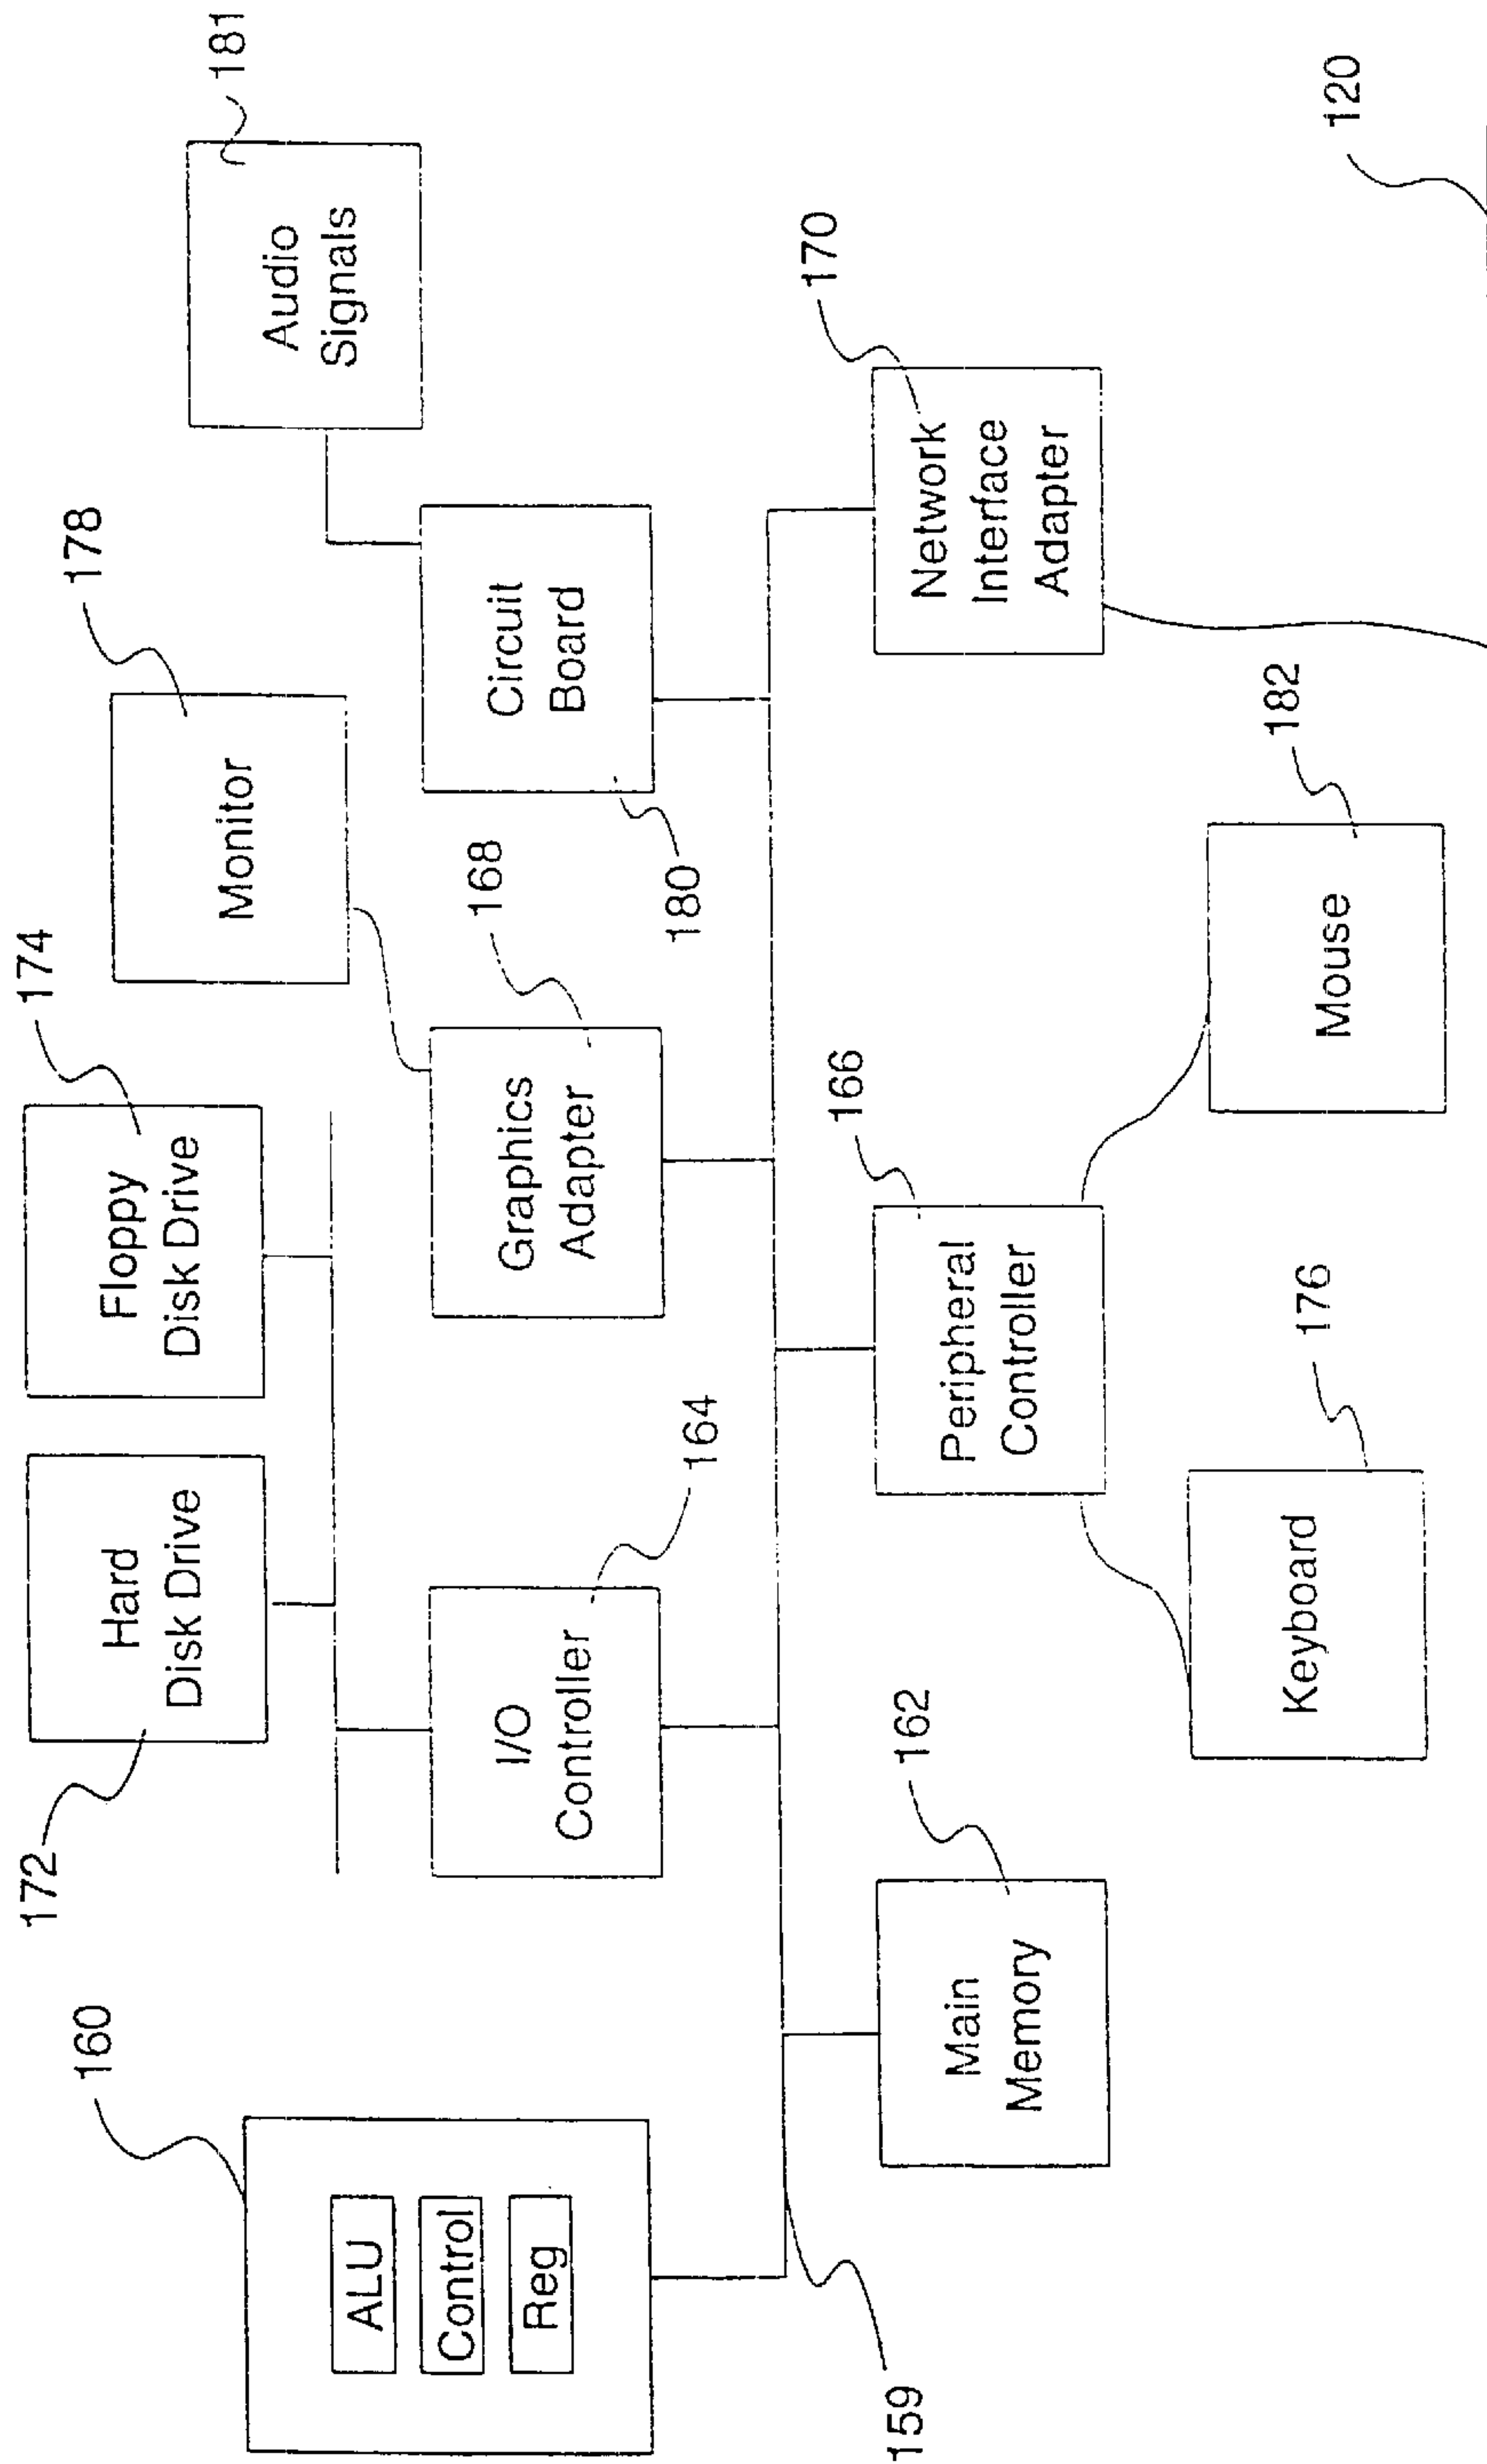 172
Hard
Disk Drive
Floppy
Disk Drive
174
Monitor
178
Audio
Signals
181
160
ALU
Control
Reg
I/O
Controller
164
Graphics
Adapter
168
Circuit
Board
180
159
Main
Memory
162
Peripheral
Controller
166
Network
Interface
Adapter
170
Keyboard
176
Mouse
182
120